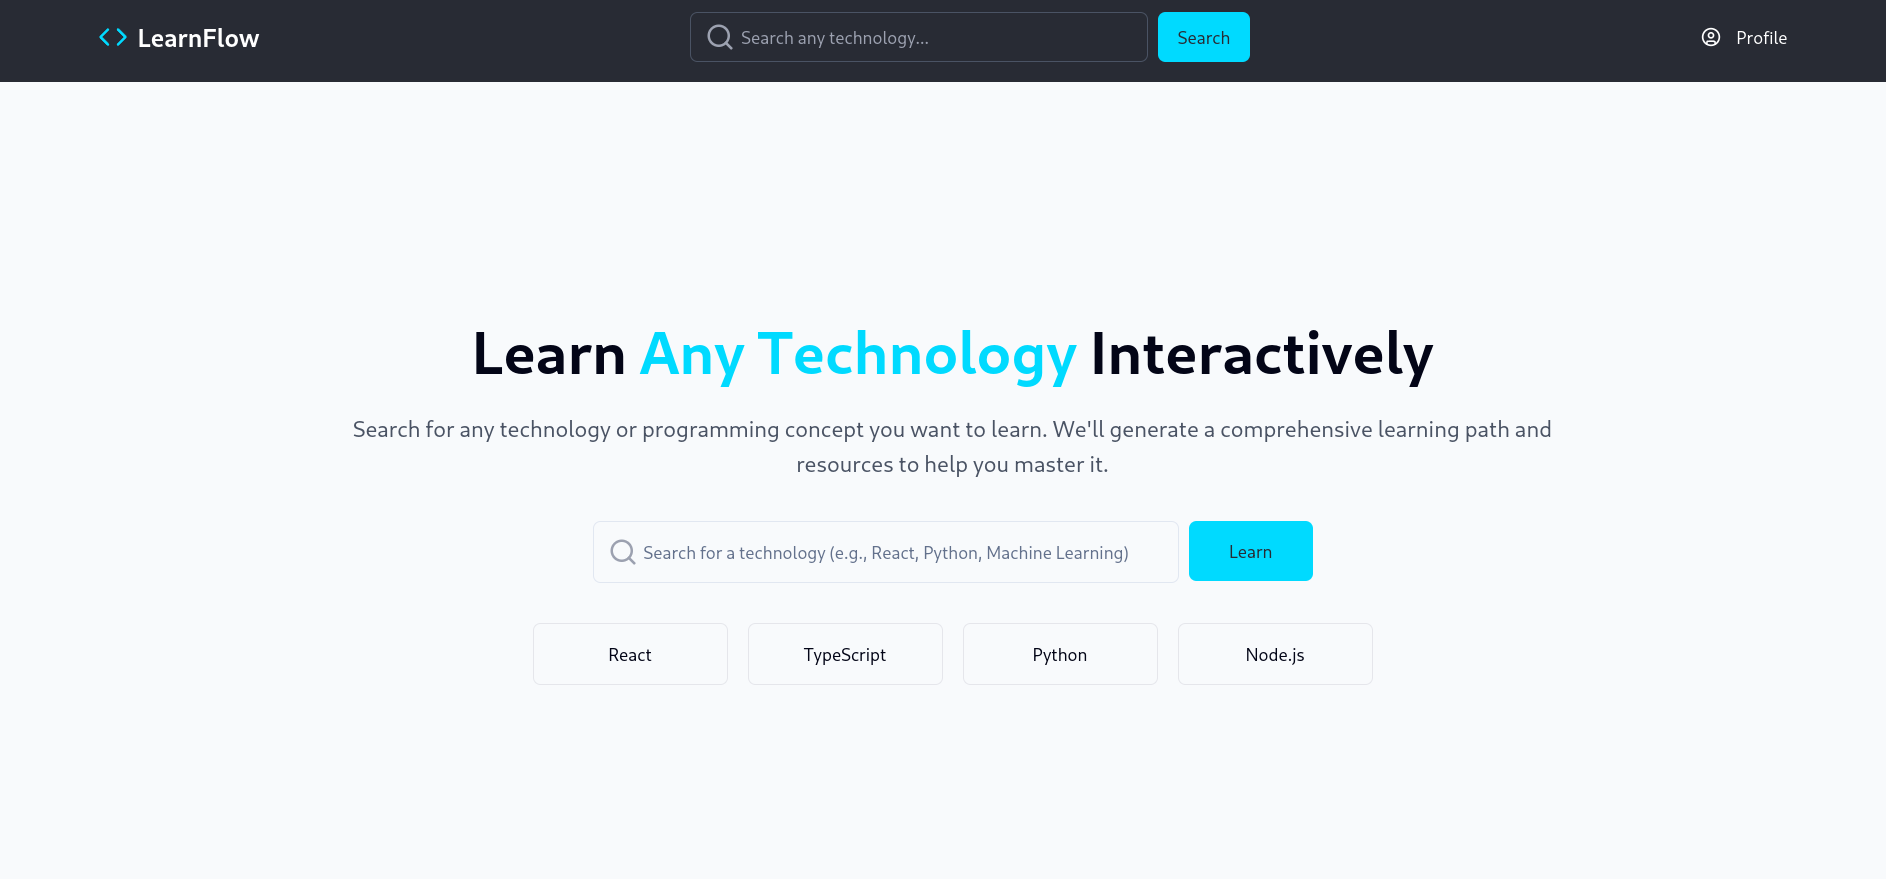 LearnFlow
Search any technology...
Search
Profile
Learn Any Technology Interactively
Search for any technology or programming concept you want to learn. We'll generate a comprehensive learning path and
resources to help you master it.
Search for a technology (e.g., React, Python, Machine Learning)
Learn
React
TypeScript
Python
Node.js